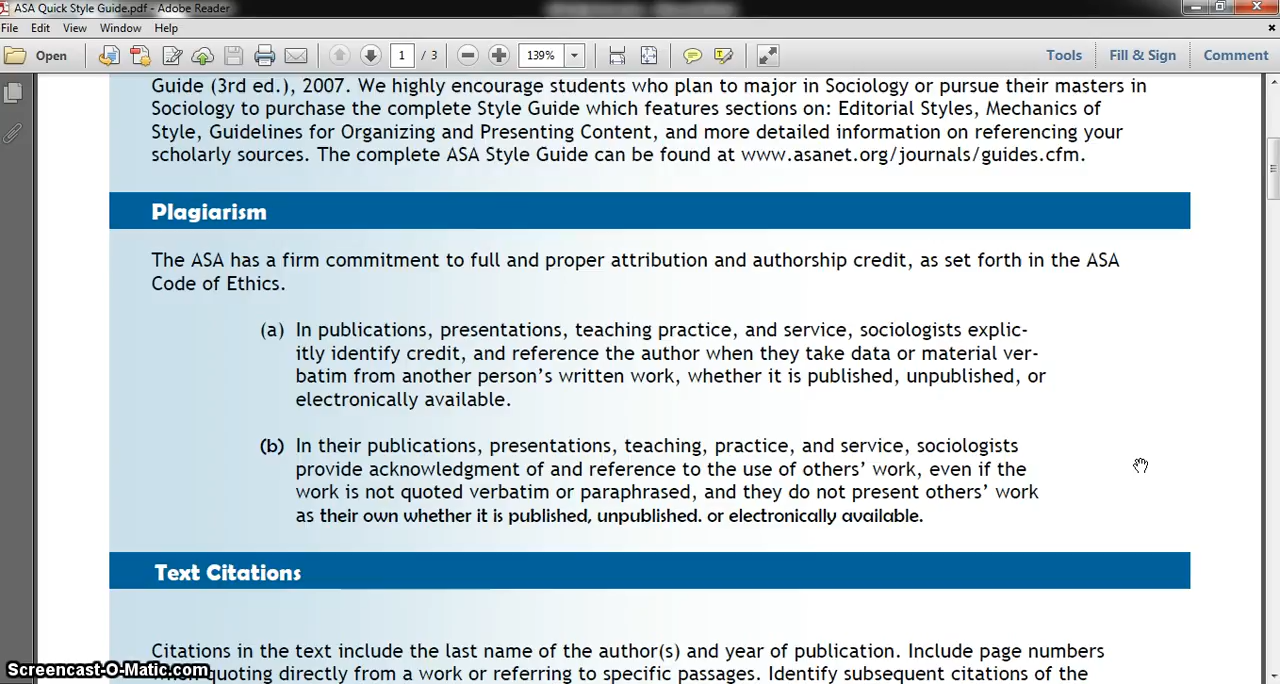 ASA Quick Style Guide.pdf - Adobe Reader
File Edit View Window Help
Open 1 / 3 139% Tools Fill & Sign Comment
Guide (3rd ed.), 2007. We highly encourage students who plan to major in Sociology or pursue their masters in
Sociology to purchase the complete Style Guide which features sections on: Editorial Styles, Mechanics of
Style, Guidelines for Organizing and Presenting Content, and more detailed information on referencing your
scholarly sources. The complete ASA Style Guide can be found at www.asanet.org/journals/guides.cfm.
Plagiarism
The ASA has a firm commitment to full and proper attribution and authorship credit, as set forth in the ASA
Code of Ethics.
(a) In publications, presentations, teaching practice, and service, sociologists explic-
itly identify credit, and reference the author when they take data or material ver-
batim from another person's written work, whether it is published, unpublished, or
electronically available.
(b) In their publications, presentations, teaching, practice, and service, sociologists
provide acknowledgment of and reference to the use of others' work, even if the
work is not quoted verbatim or paraphrased, and they do not present others' work
as their own whether it is published, unpublished. or electronically available.
Text Citations
Citations in the text include the last name of the author(s) and year of publication. Include page numbers
when quoting directly from a work or referring to specific passages. Identify subsequent citations of the
Screencast-O-Matic.com